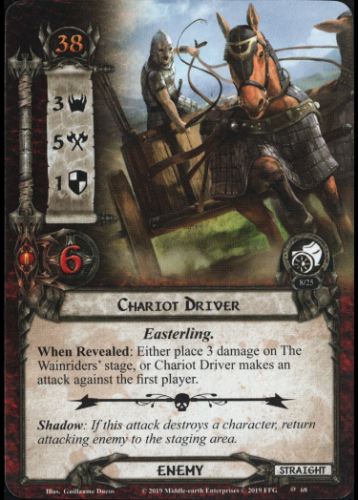 38
3
5
1
6
8/25
CHARIOT DRIVER
Easterling.
When Revealed: Either place 3 damage on The
Wainriders' stage, or Chariot Driver makes an
attack against the first player.
Shadow: If this attack destroys a character, return
attacking enemy to the staging area.
ENEMY
STRAIGHT
Illus. Guillaume Ducos © 2019 Middle-earth Enterprises © 2019 FFG 68